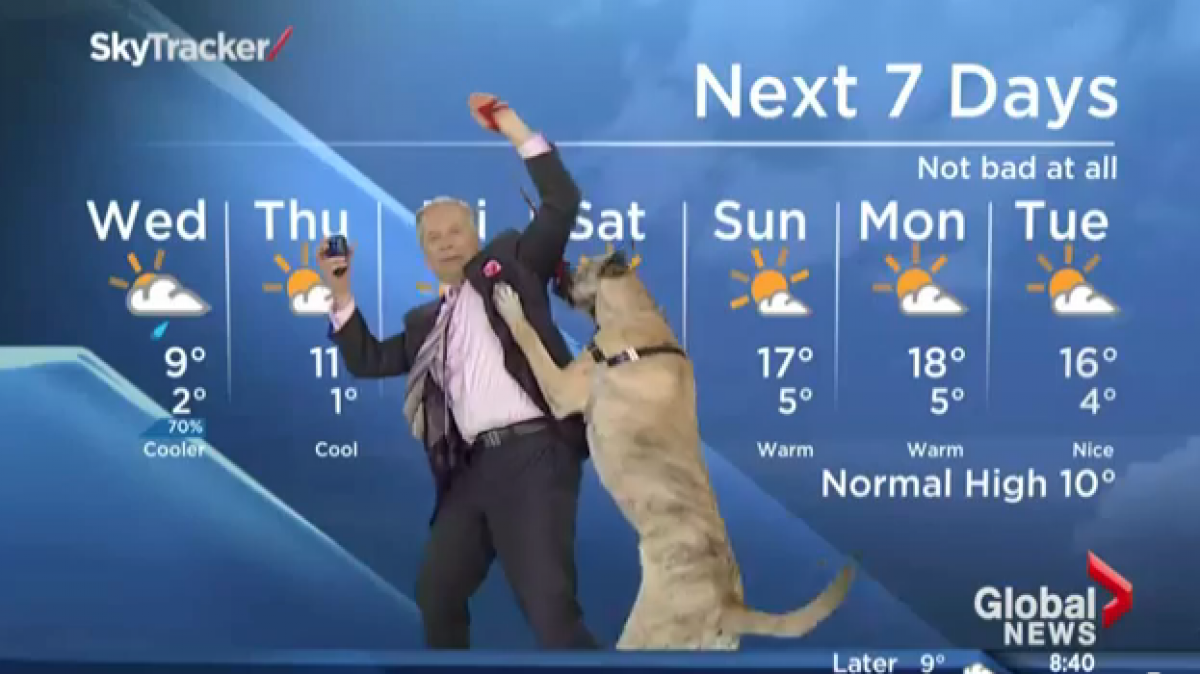 SkyTracker
Next 7 Days
Not bad at all
Wed Thu Sat Sun Mon Tue
9° 11 17° 18° 16°
2° 1° 5° 5° 4°
70%
Cooler Cool Warm Warm Nice
Normal High 10°
Global
NEWS
Later 9° 8:40